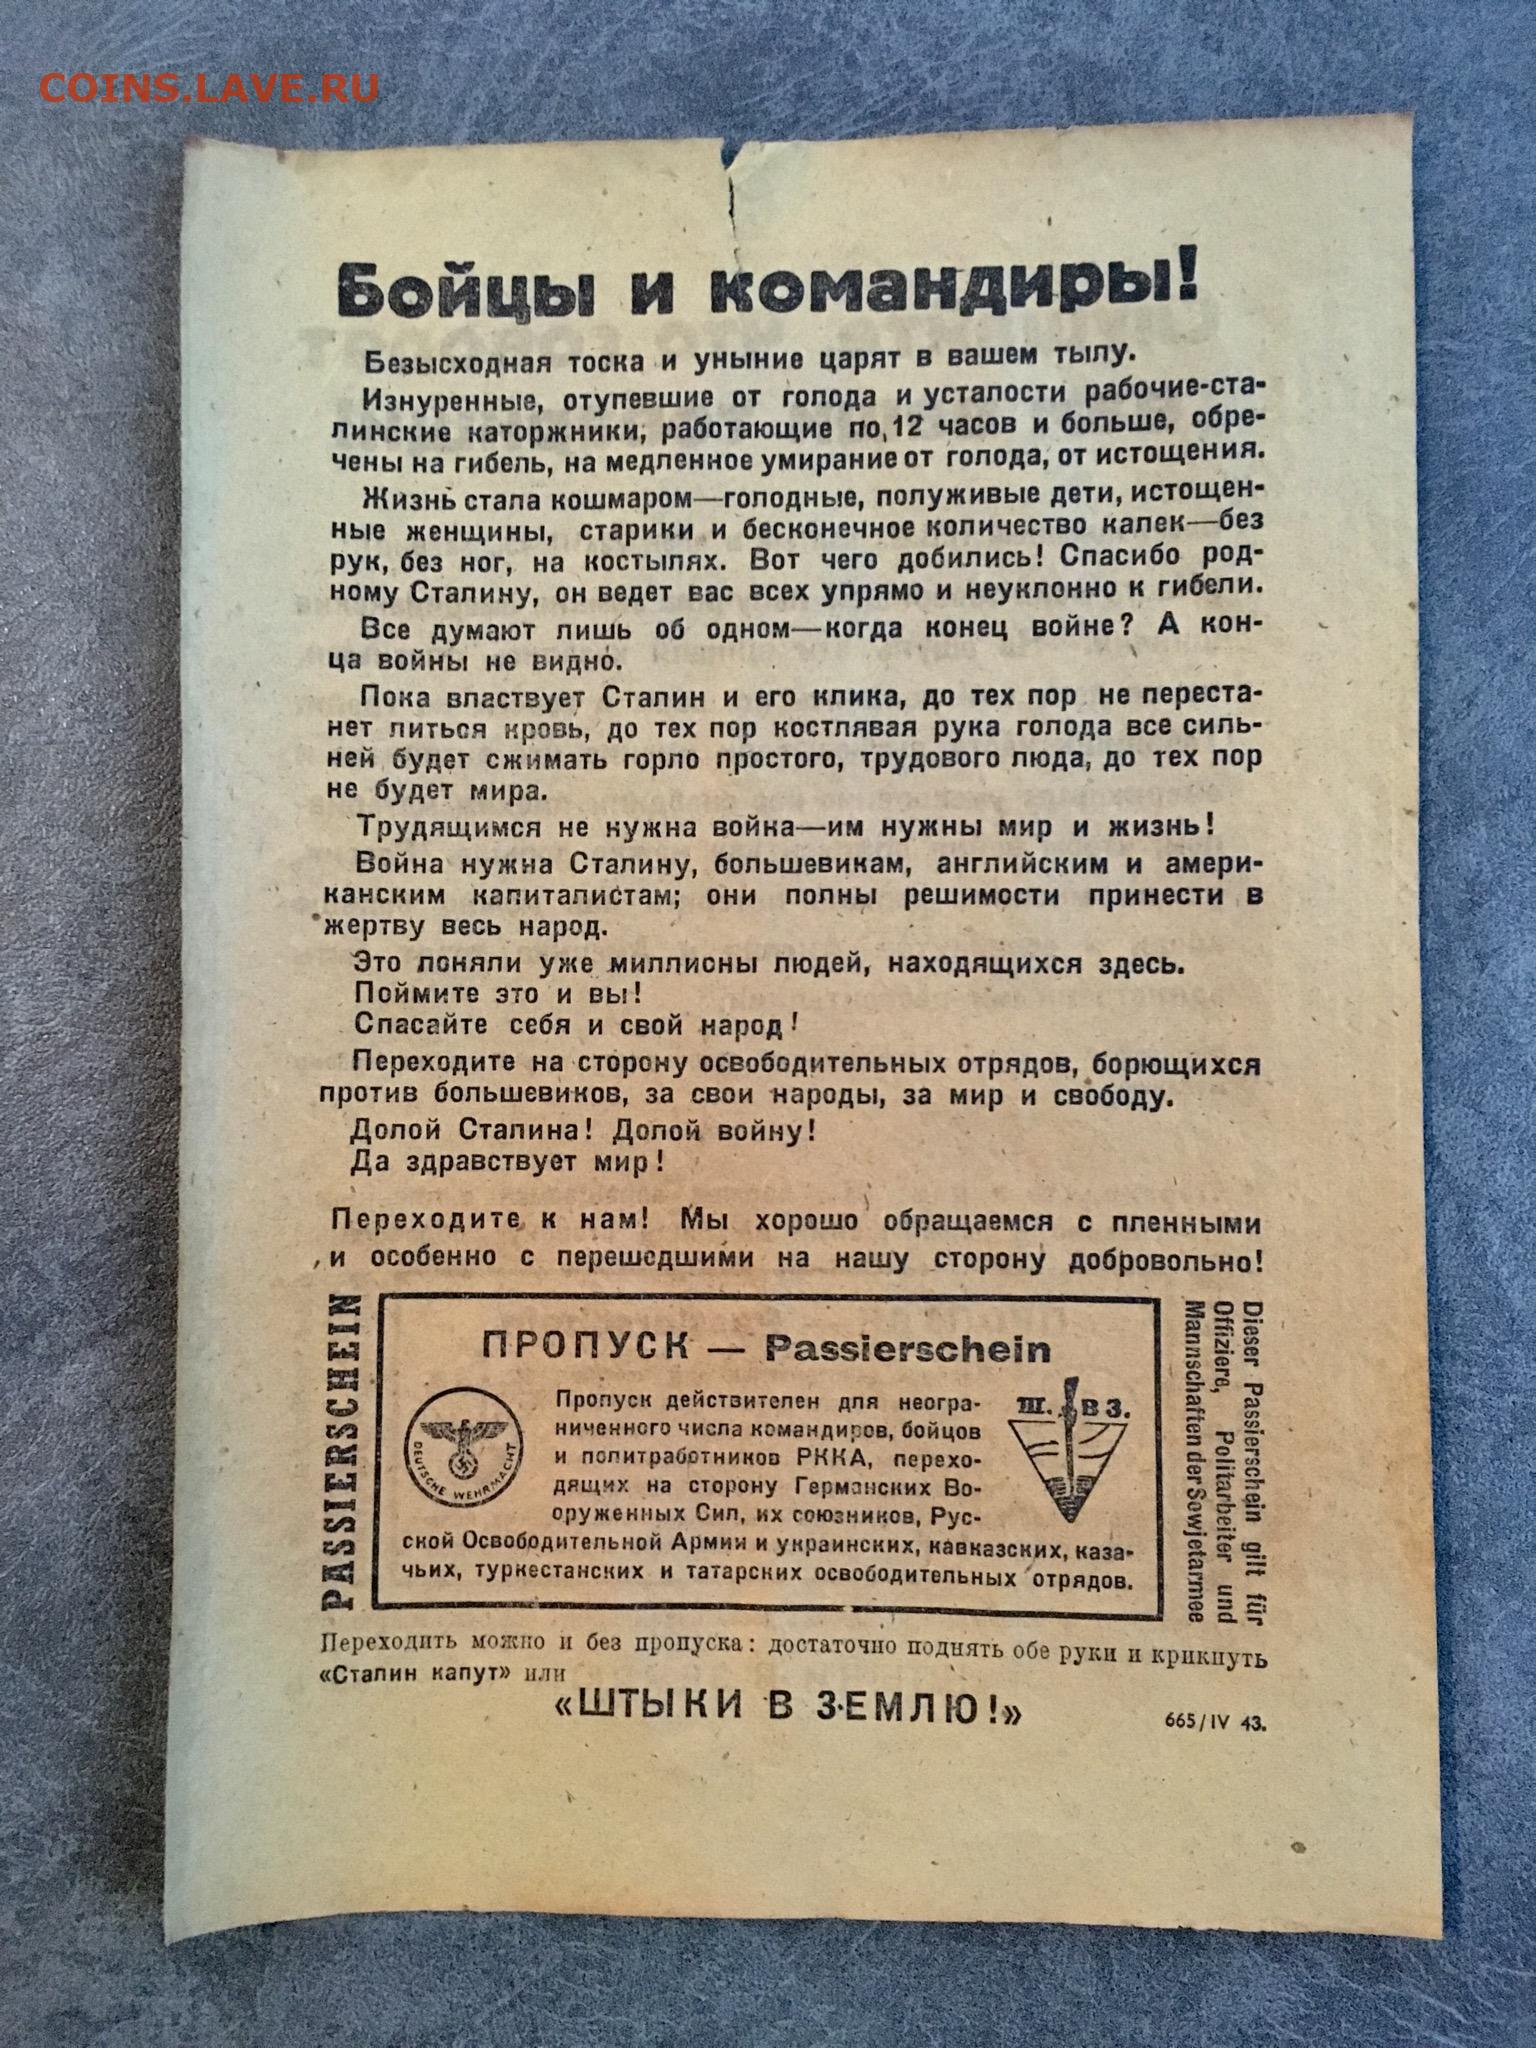 COINS.LAVE.RU
Бойцы и командиры!
Безысходная тоска и уныние царят в вашем тылу.
Изнуренные, отупевшие от голода и усталости рабочие-ста-
линские каторжники, работающие по 12 часов и больше, обре-
чены на гибель, на медленное умирание от голода, от истощения.
Жизнь стала кошмаром—голодные, полуживые дети, истощен-
ные женщины, старики и бесконечное количество калек—без
рук, без ног, на костылях. Вот чего добились! Спасибо род-
ному Сталину, он ведет вас всех упрямо и неуклонно к гибели.
Все думают лишь об одном—когда конец войне? А кон-
ца войны не видно.
Пока властвует Сталин и его клика, до тех пор не переста-
нет литься кровь, до тех пор костлявая рука голода все силь-
ней будет сжимать горло простого, трудового люда, до тех пор
не будет мира.
Трудящимся не нужна война—им нужны мир и жизнь!
Война нужна Сталину, большевикам, английским и амери-
канским капиталистам; они полны решимости принести в
жертву весь народ.
Это поняли уже миллионы людей, находящихся здесь.
Поймите это и вы!
Спасайте себя и свой народ!
Переходите на сторону освободительных отрядов, борющихся
против большевиков, за свои народы, за мир и свободу.
Долой Сталина! Долой войну!
Да здравствует мир!
Переходите к нам! Мы хорошо обращаемся с пленными
и особенно с перешедшими на нашу сторону добровольно!
PASSIERSCHEIN
ПРОПУСК — Passierschein
DEUTSCHE WEHRMACHT
Пропуск действителен для неогра-
ниченного числа командиров, бойцов
и политработников РККА, перехо-
дящих на сторону Германских Во-
оруженных Сил, их союзников, Рус-
ской Освободительной Армии и украинских, кавказских, каза-
чьих, туркестанских и татарских освободительных отрядов.
Ш. В З.
Dieser Passierschein gilt für
Offiziere, Politarbeiter und
Mannschaften der Sowjetarmee
Переходить можно и без пропуска: достаточно поднять обе руки и крикнуть
«Сталин капут» или
«ШТЫКИ В ЗЕМЛЮ!»
665/IV 43.